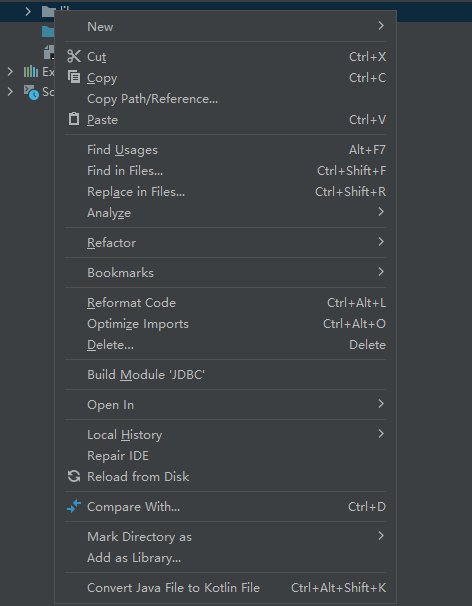 New
Cut Ctrl+X
Copy Ctrl+C
Copy Path/Reference...
Paste Ctrl+V
Find Usages Alt+F7
Find in Files... Ctrl+Shift+F
Replace in Files... Ctrl+Shift+R
Analyze
Refactor
Bookmarks
Reformat Code Ctrl+Alt+L
Optimize Imports Ctrl+Alt+O
Delete... Delete
Build Module 'JDBC'
Open In
Local History
Repair IDE
Reload from Disk
Compare With... Ctrl+D
Mark Directory as
Add as Library...
Convert Java File to Kotlin File Ctrl+Alt+Shift+K